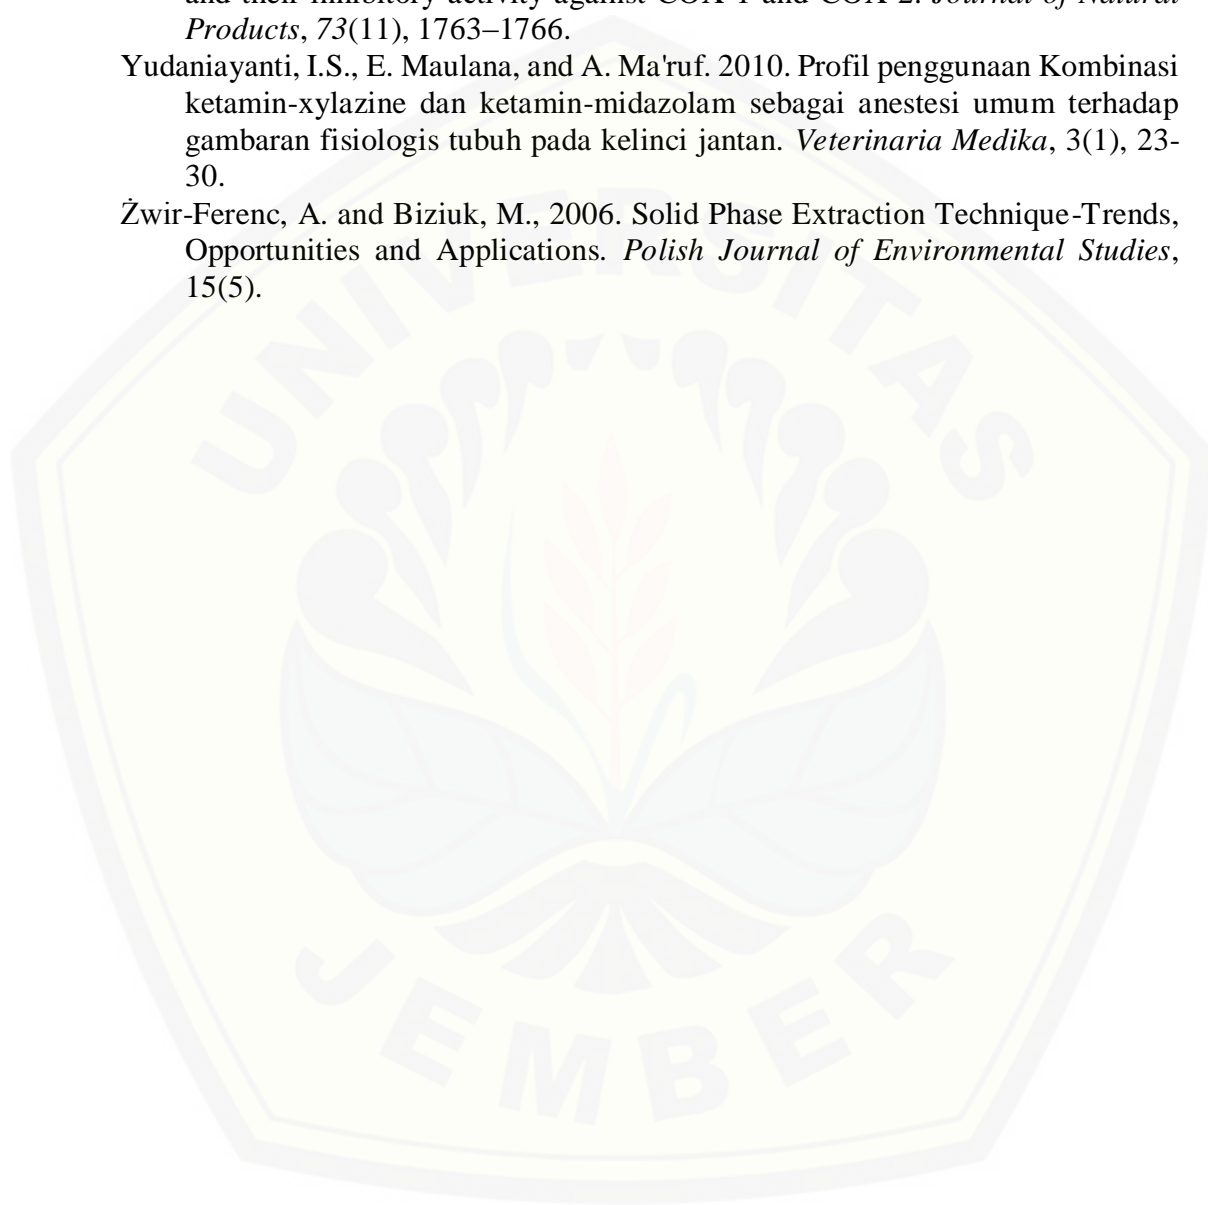 and their inhibitory activity against COX-1 and COX-2. Journal of Natural
Products, 73(11), 1763–1766.
Yudaniayanti, I.S., E. Maulana, and A. Ma'ruf. 2010. Profil penggunaan Kombinasi
ketamin-xylazine dan ketamin-midazolam sebagai anestesi umum terhadap
gambaran fisiologis tubuh pada kelinci jantan. Veterinaria Medika, 3(1), 23-
30.
Żwir-Ferenc, A. and Biziuk, M., 2006. Solid Phase Extraction Technique-Trends,
Opportunities and Applications. Polish Journal of Environmental Studies,
15(5).
UNIVERSITAS
JEMBER